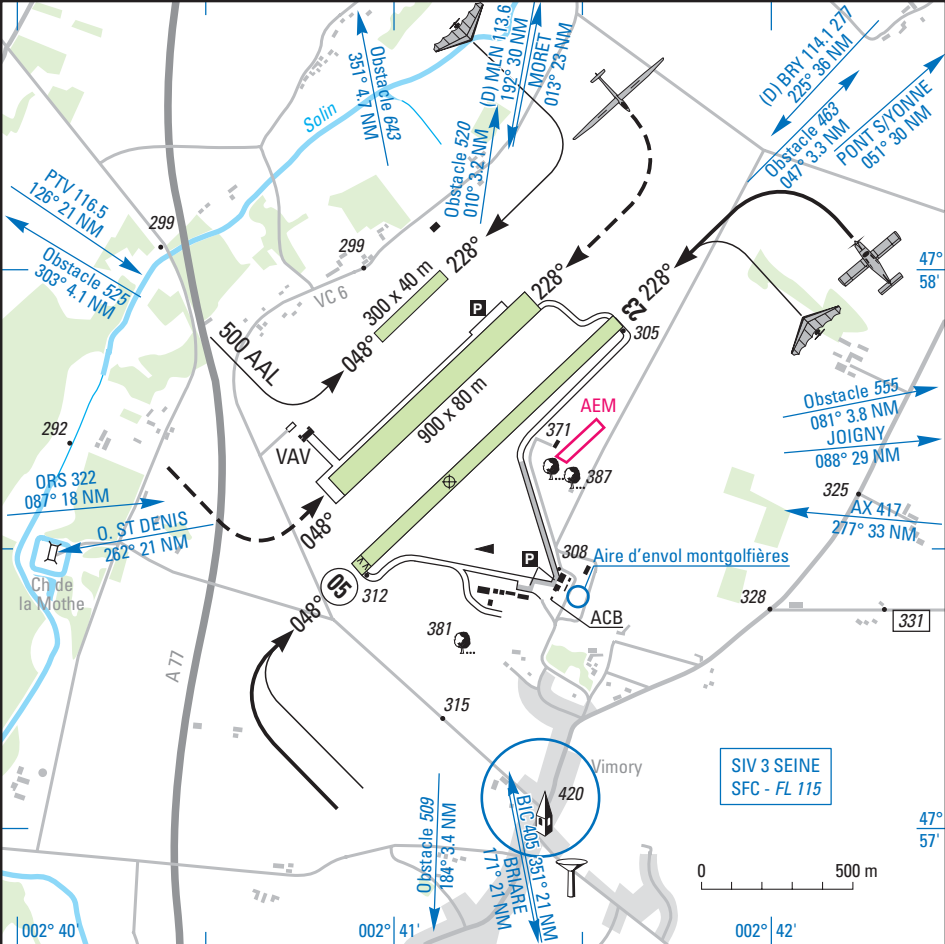 Obstacle 643
351° 4.7 NM
Solin
(D) MLN 113.6
192° 30 NM
MORET
013° 23 NM
Obstacle 520
010° 3.2 NM
(D) BRY 114.1 277
225° 36 NM
Obstacle 463
047° 3.3 NM
PONT S/YONNE
051° 30 NM
PTV 116.5
126° 21 NM
Obstacle 525
303° 4.1 NM
299
299
VC 6
300 x 40 m
228°
228°
228°
23
47°
58'
P
305
500 AAL
048°
900 x 80 m
AEM
371
387
Obstacle 555
081° 3.8 NM
JOIGNY
088° 29 NM
292
VAV
ORS 322
087° 18 NM
O. ST DENIS
262° 21 NM
325
AX 417
277° 33 NM
048°
Ch de
la Mothe
05
312
048°
P
308
Aire d'envol montgolfières
ACB
381
328
331
A 77
315
Vimory
SIV 3 SEINE
SFC - FL 115
420
BIC 405
351° 21 NM
BRIARE
171° 21 NM
Obstacle 509
184° 3.4 NM
47°
57'
0
500 m
002° 40'
002° 41'
002° 42'